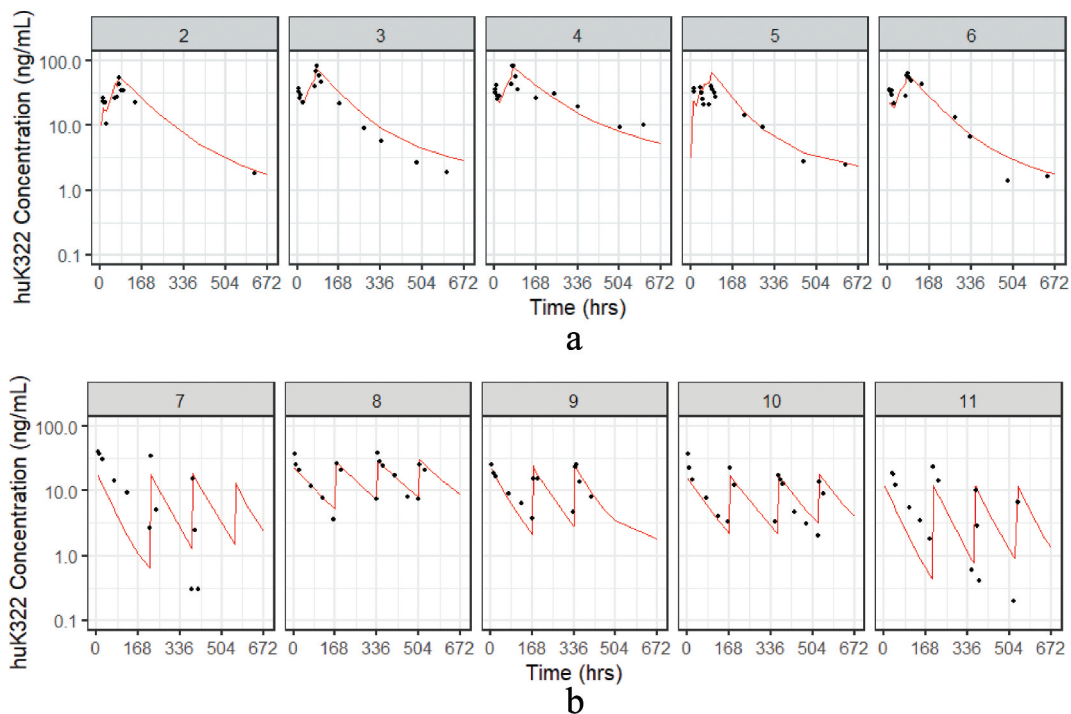 2 3 4 5 6
huK322 Concentration (ng/mL)
100.0
10.0
1.0
0.1
0 168 336 504 672 0 168 336 504 672 0 168 336 504 672 0 168 336 504 672 0 168 336 504 672
Time (hrs)
a
7 8 9 10 11
huK322 Concentration (ng/mL)
100.0
10.0
1.0
0.1
0 168 336 504 672 0 168 336 504 672 0 168 336 504 672 0 168 336 504 672 0 168 336 504 672
Time (hrs)
b